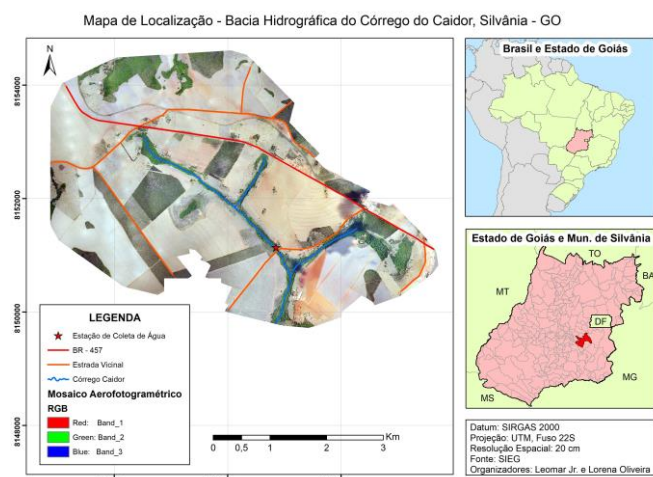 Mapa de Localização - Bacia Hidrográfica do Córrego do Caidor, Silvânia - GO
N
8154000
8152000
8150000
8148000
LEGENDA
Estação de Coleta de Água
BR - 457
Estrada Vicinal
Córrego Caidor
Mosaico Aerofotogramétrico
RGB
Red: Band_1
Green: Band_2
Blue: Band_3
Km
0 0,5 1 2 3
Brasil e Estado de Goiás
Estado de Goiás e Mun. de Silvânia
TO
BA
MT
DF
MG
MS
Datum: SIRGAS 2000
Projeção: UTM, Fuso 22S
Resolução Espacial: 20 cm
Fonte: SIEG
Organizadores: Leomar Jr. e Lorena Oliveira